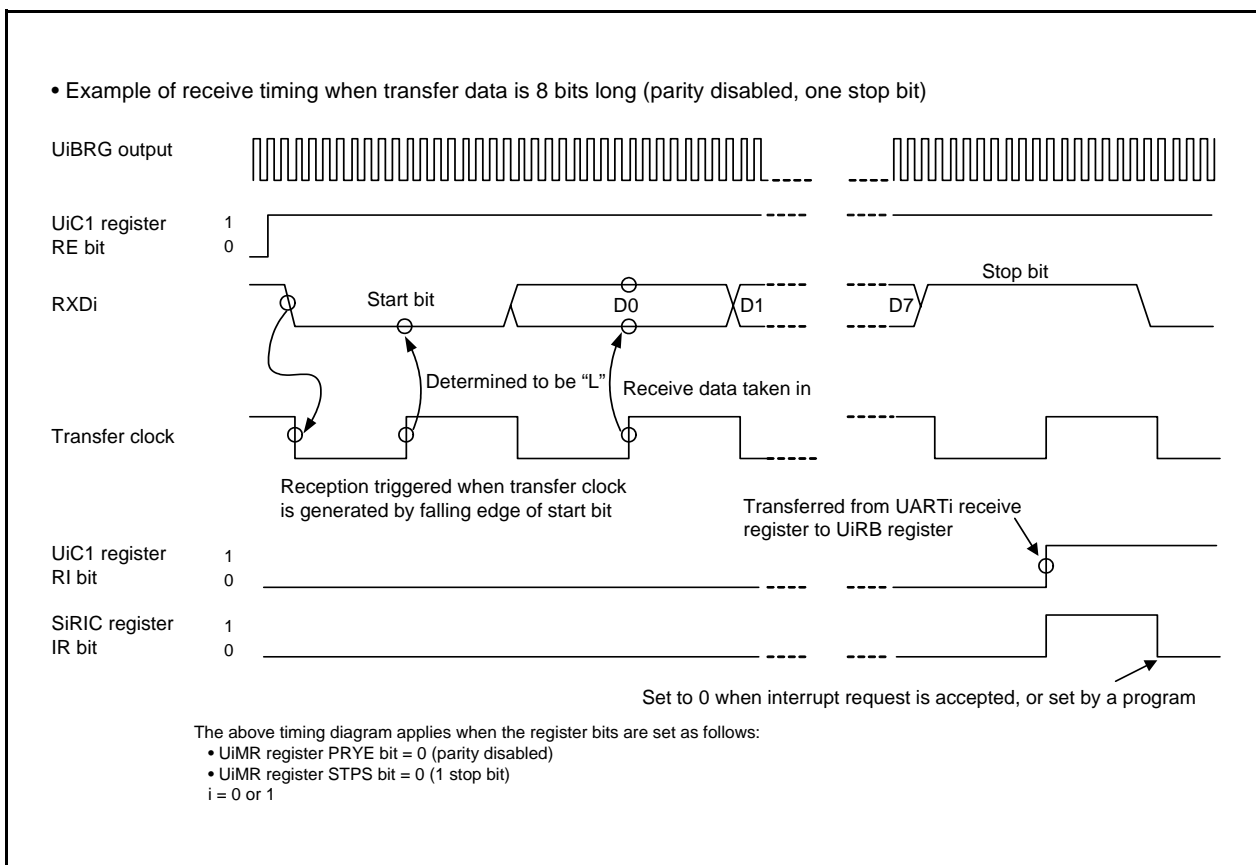 • Example of receive timing when transfer data is 8 bits long (parity disabled, one stop bit)
UiBRG output
UiC1 register
RE bit
1
0
RXDi
Start bit
D0
D1
D7
Stop bit
Determined to be “L”
Receive data taken in
Transfer clock
Reception triggered when transfer clock
is generated by falling edge of start bit
Transferred from UARTi receive
register to UiRB register
UiC1 register
RI bit
1
0
SiRIC register
IR bit
1
0
Set to 0 when interrupt request is accepted, or set by a program
The above timing diagram applies when the register bits are set as follows:
• UiMR register PRYE bit = 0 (parity disabled)
• UiMR register STPS bit = 0 (1 stop bit)
i = 0 or 1